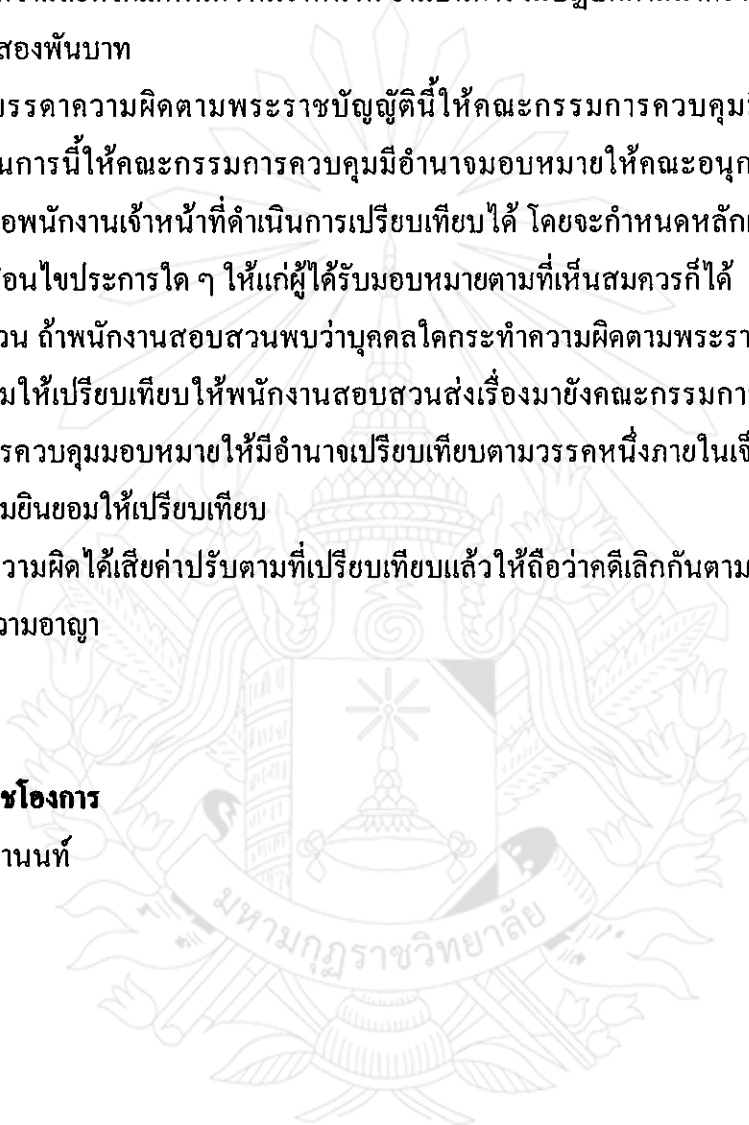 สองพันบาท
บรรดาความผิดตามพระราชบัญญัตินี้ให้คณะกรรมการควบคุม
นการนี้ให้คณะกรรมการควบคุมมีอำนาจมอบหมายให้คณะอนุก
อพนักงานเจ้าหน้าที่ดำเนินการเปรียบเทียบได้ โดยจะกำหนดหลักเ
อนไขประการใด ๆ ให้แก่ผู้ได้รับมอบหมายตามที่เห็นสมควรก็ได้
วน ถ้าพนักงานสอบสวนพบว่าบุคคลใดกระทำความผิดตามพระรา
มให้เปรียบเทียบให้พนักงานสอบสวนส่งเรื่องมายังคณะกรรมกา
รควบคุมมอบหมายให้มีอำนาจเปรียบเทียบตามวรรคหนึ่งภายในเจ็
มยินยอมให้เปรียบเทียบ
วามผิดได้เสียค่าปรับตามที่เปรียบเทียบแล้วให้ถือว่าคดีเลิกกันตาม
วามอาญา
ชโองการ
านนท์
มหามกุฏราชวิทยาลัย